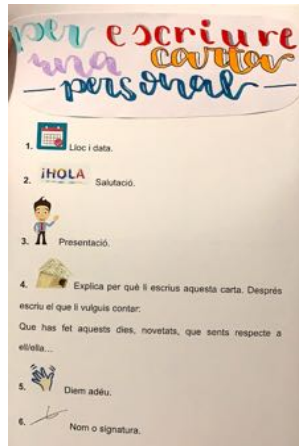 per escriure
una carta
— personal —
1. Lloc i data.
2. ¡HOLA Salutació.
3. Presentació.
4. Explica per què li escrius aquesta carta. Després
escriu el que li vulguis contar:
Que has fet aquests dies, novetats, que sents respecte a
ell/ella…
5. Diem adéu.
6. Nom o signatura.